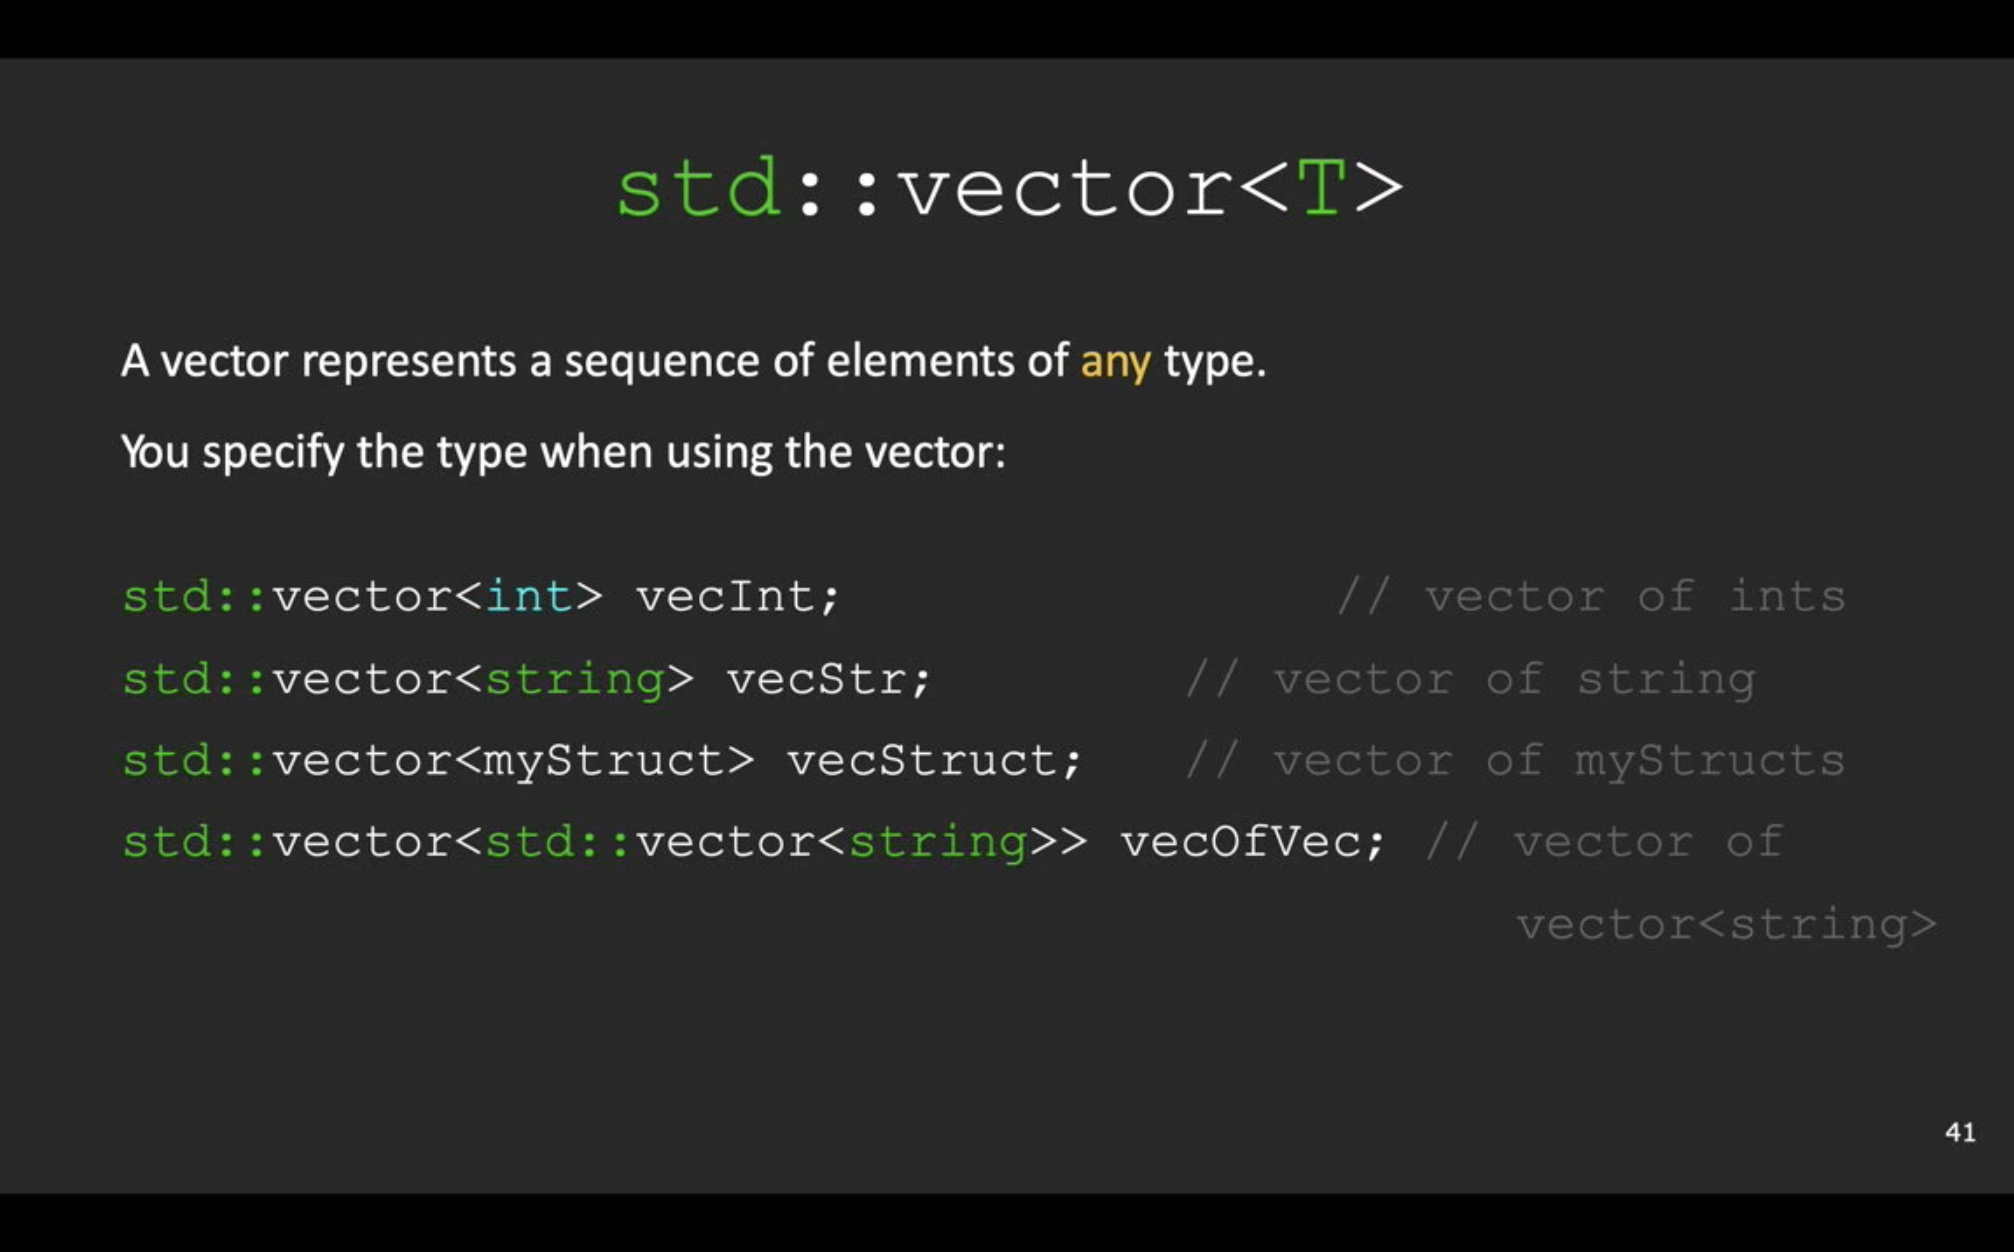 std::vector<T>
A vector represents a sequence of elements of any type.
You specify the type when using the vector:
std::vector<int> vecInt; // vector of ints
std::vector<string> vecStr; // vector of string
std::vector<myStruct> vecStruct; // vector of myStructs
std::vector<std::vector<string>> vecOfVec; // vector of
vector<string>
41